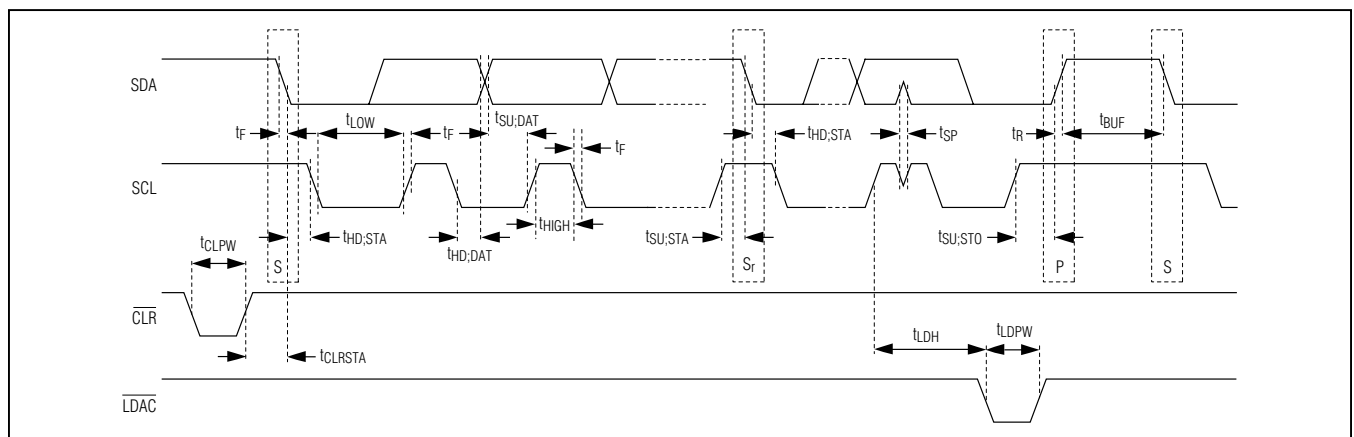 SDA
tF
tLOW
tF
tSU;DAT
tF
tHD;STA
tSP
tR
tBUF
SCL
tCLPW
tHD;STA
tHD;DAT
tHIGH
tSU;STA
tSU;STO
S
Sr
P
S
CLR
tCLRSTA
tLDH
tLDPW
LDAC